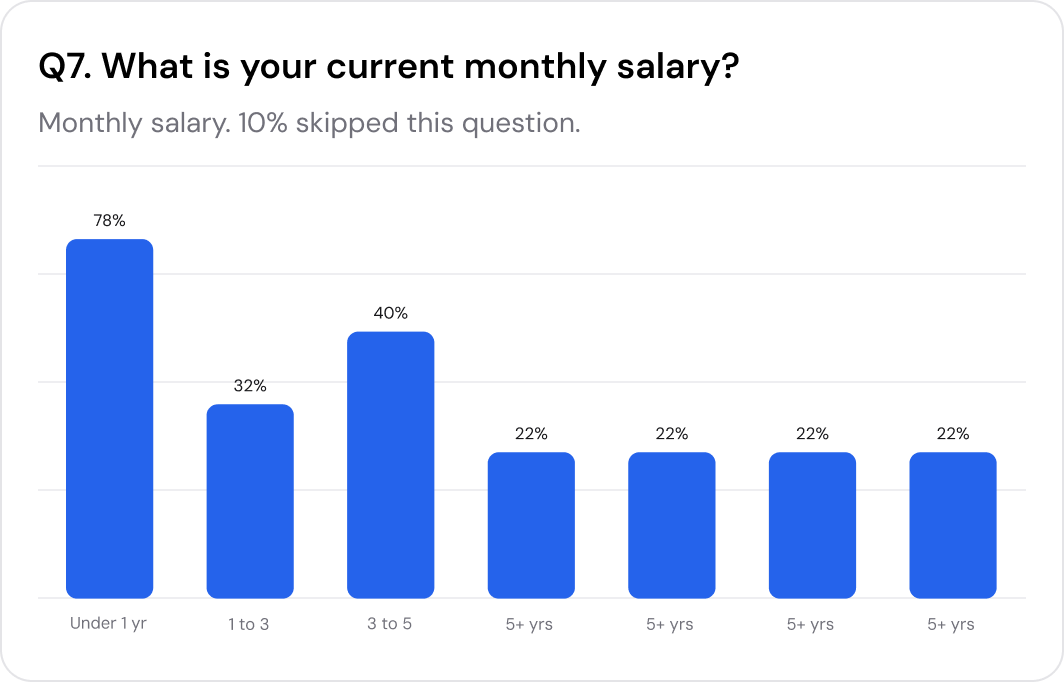 Q7. What is your current monthly salary?
Monthly salary. 10% skipped this question.
78%
32%
40%
22%
22%
22%
22%
Under 1 yr
1 to 3
3 to 5
5+ yrs
5+ yrs
5+ yrs
5+ yrs